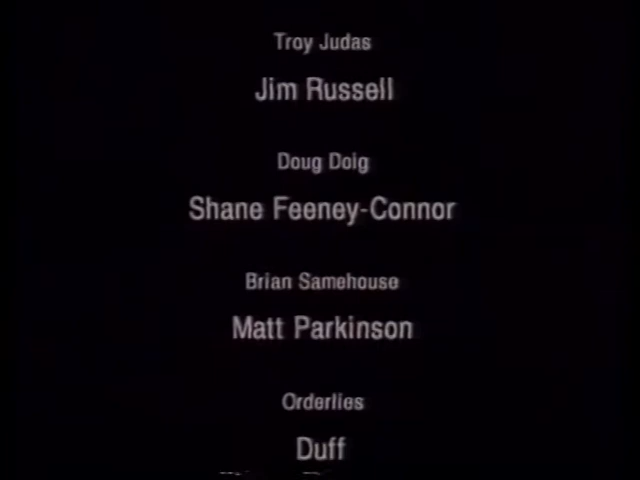 Troy Judas
Jim Russell
Doug Doig
Shane Feeney-Connor
Brian Samehouse
Matt Parkinson
Orderlies
Duff